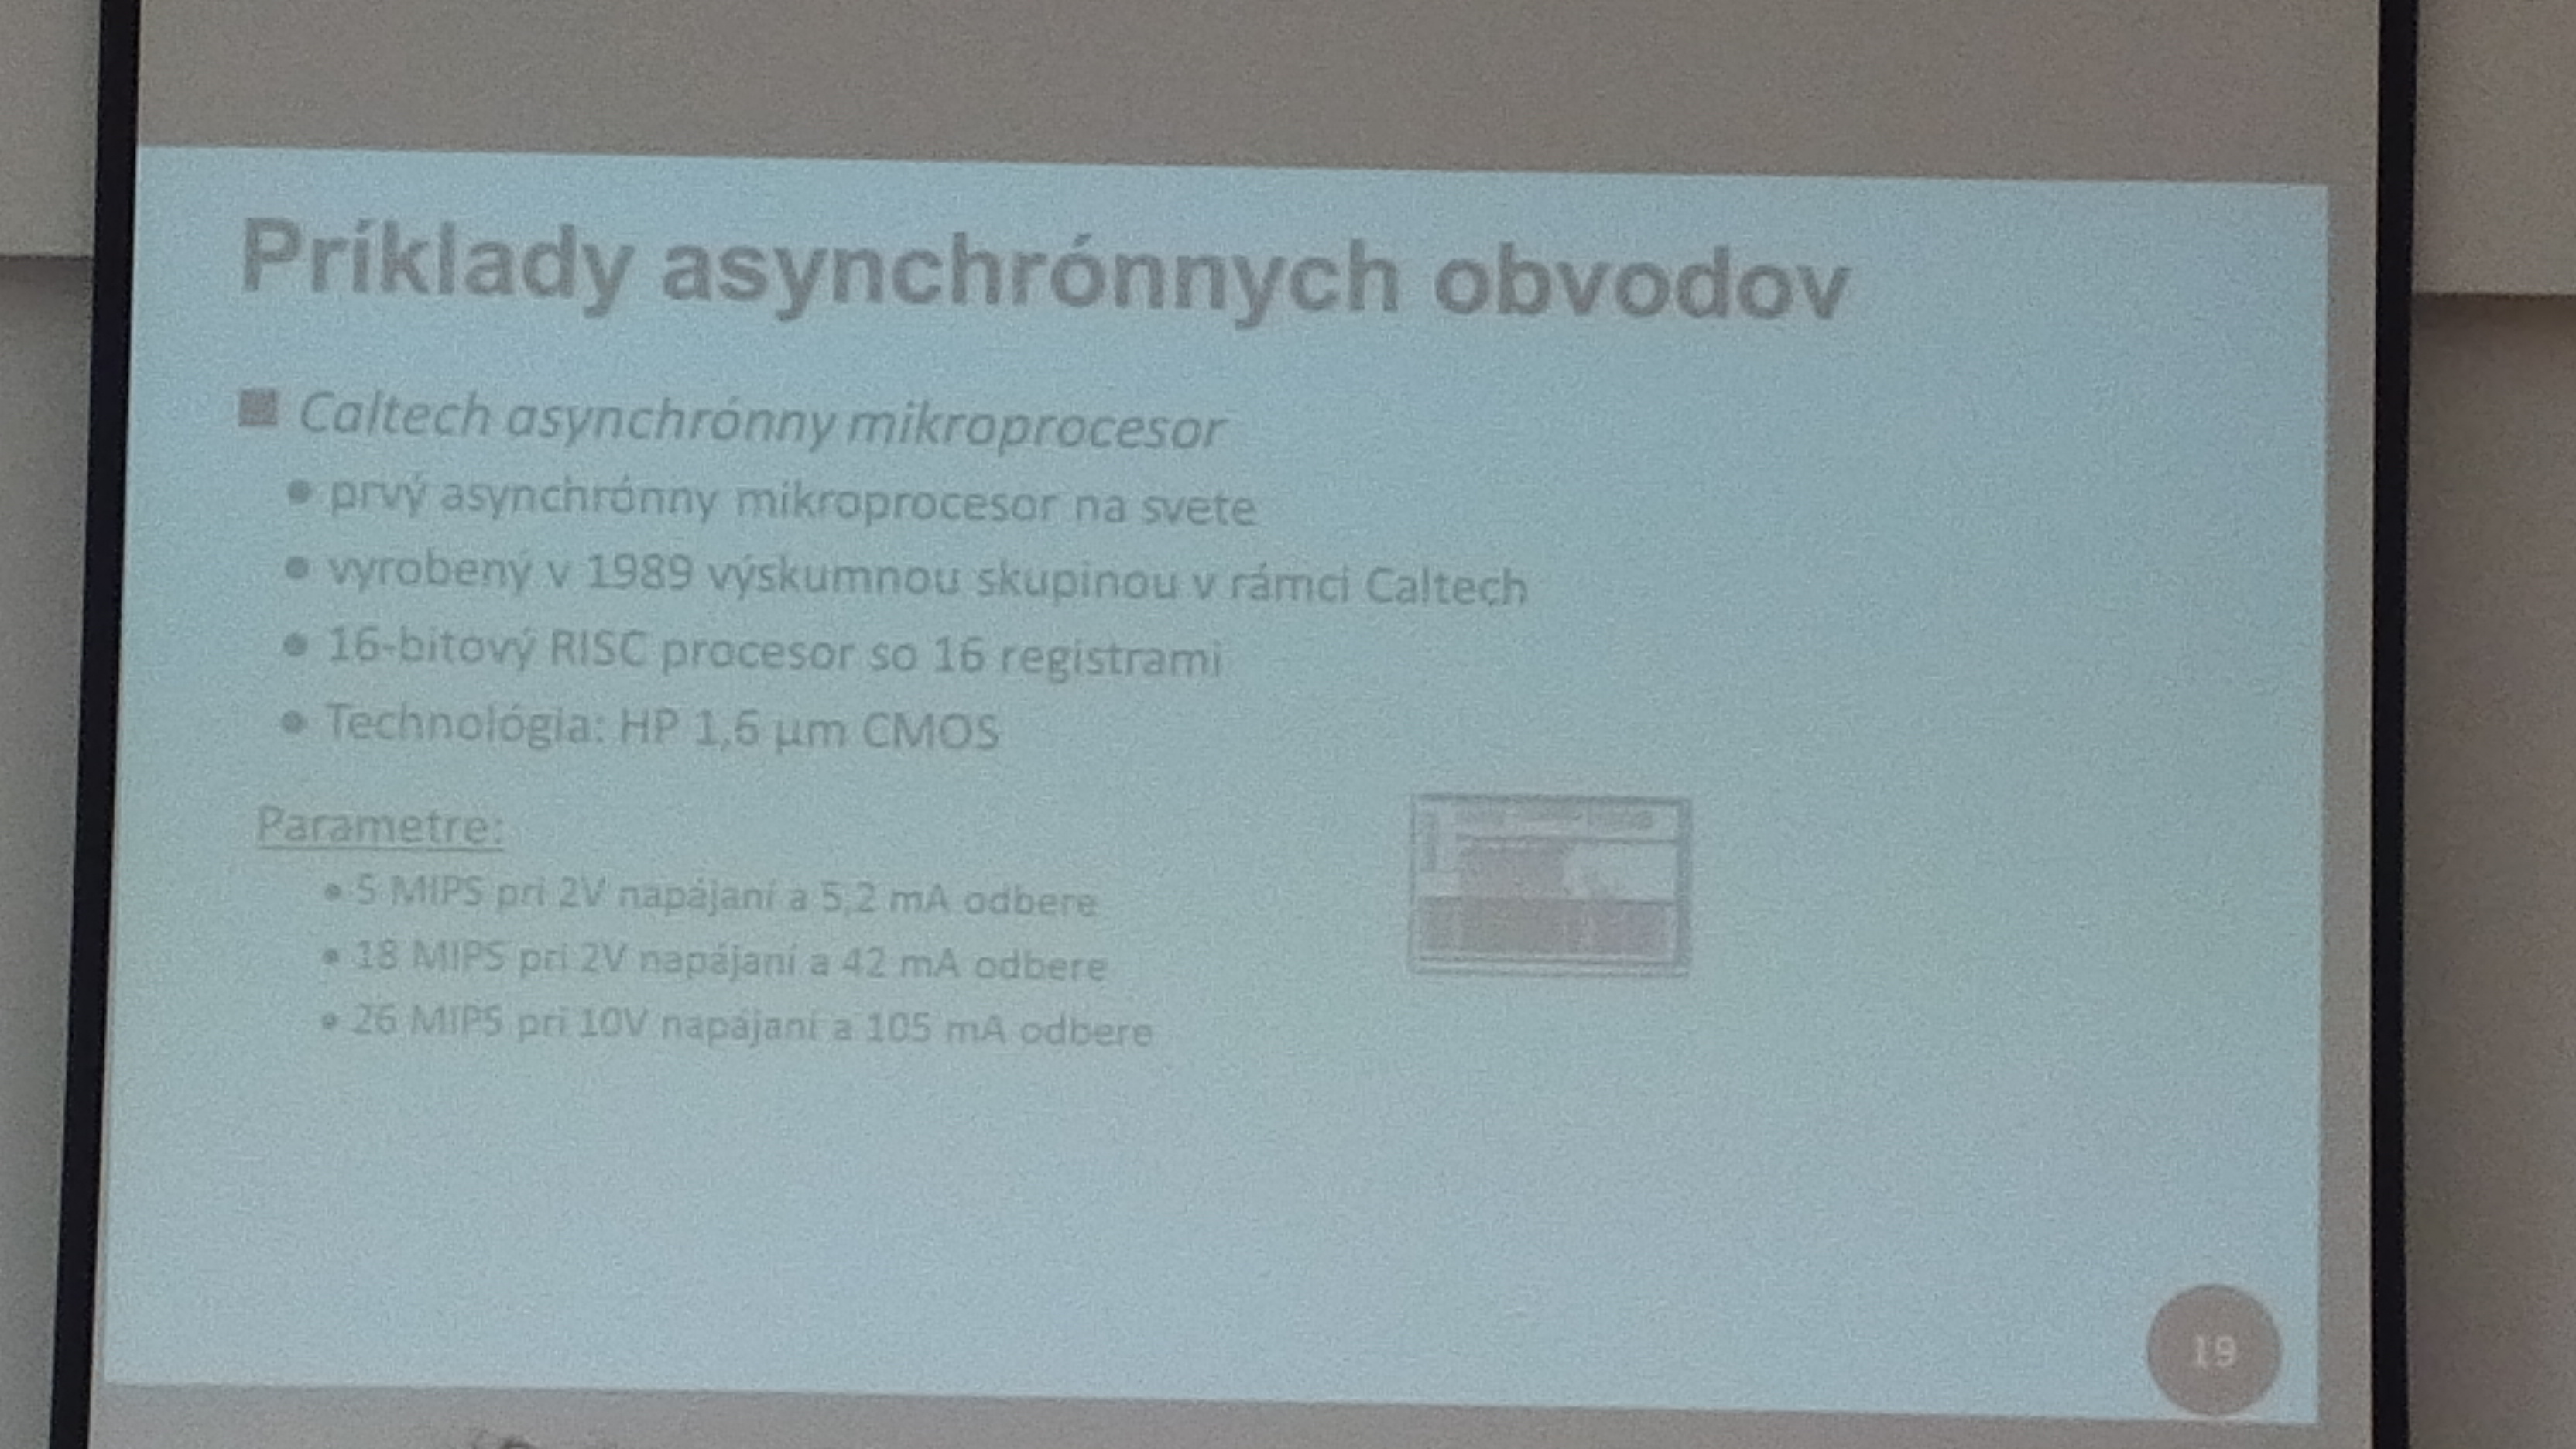 Príklady asynchrónnych obvodov
Caltech asynchrónny mikroprocesor
prvý asynchrónny mikroprocesor na svete
vyrobený v 1989 výskumnou skupinou v rámci Caltech
16-bitový RISC procesor so 16 registrami
Technológia: HP 1,6 µm CMOS
Parametre:
5 MIPS pri 2V napájaní a 5,2 mA odbere
18 MIPS pri 2V napájaní a 42 mA odbere
26 MIPS pri 10V napájaní a 105 mA odbere
19